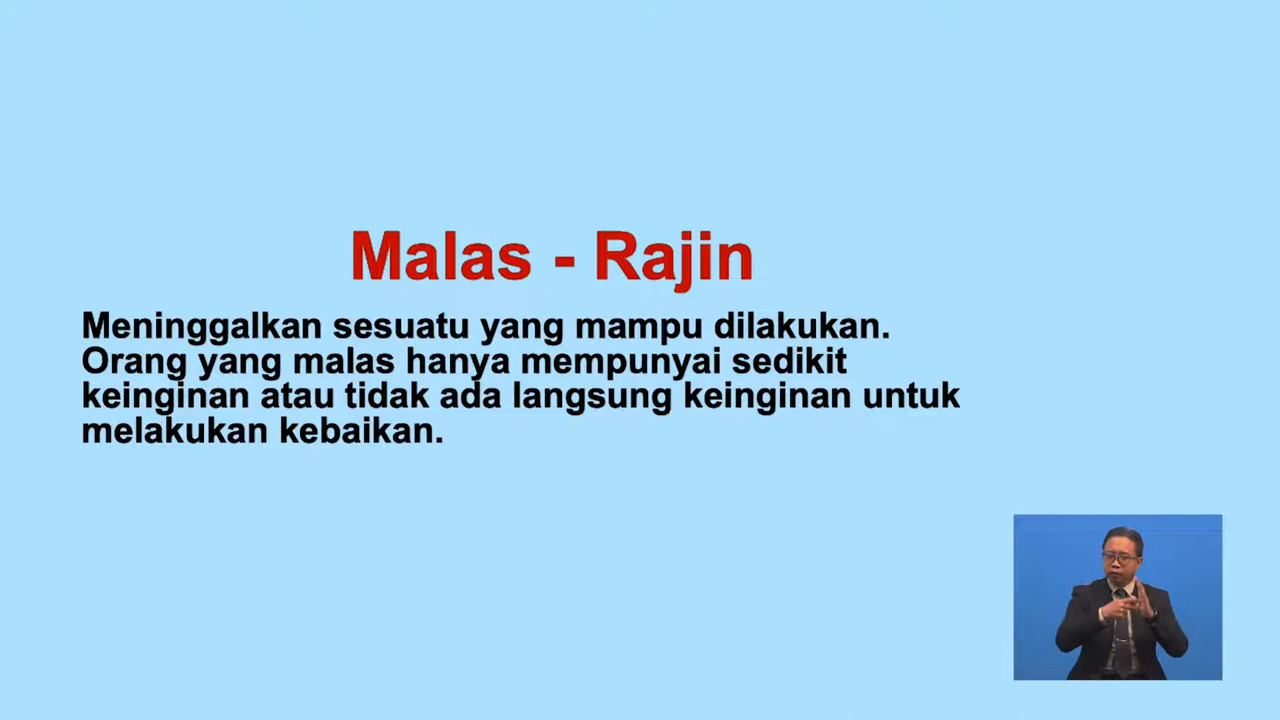 Malas - Rajin
Meninggalkan sesuatu yang mampu dilakukan.
Orang yang malas hanya mempunyai sedikit
keinginan atau tidak ada langsung keinginan untuk
melakukan kebaikan.